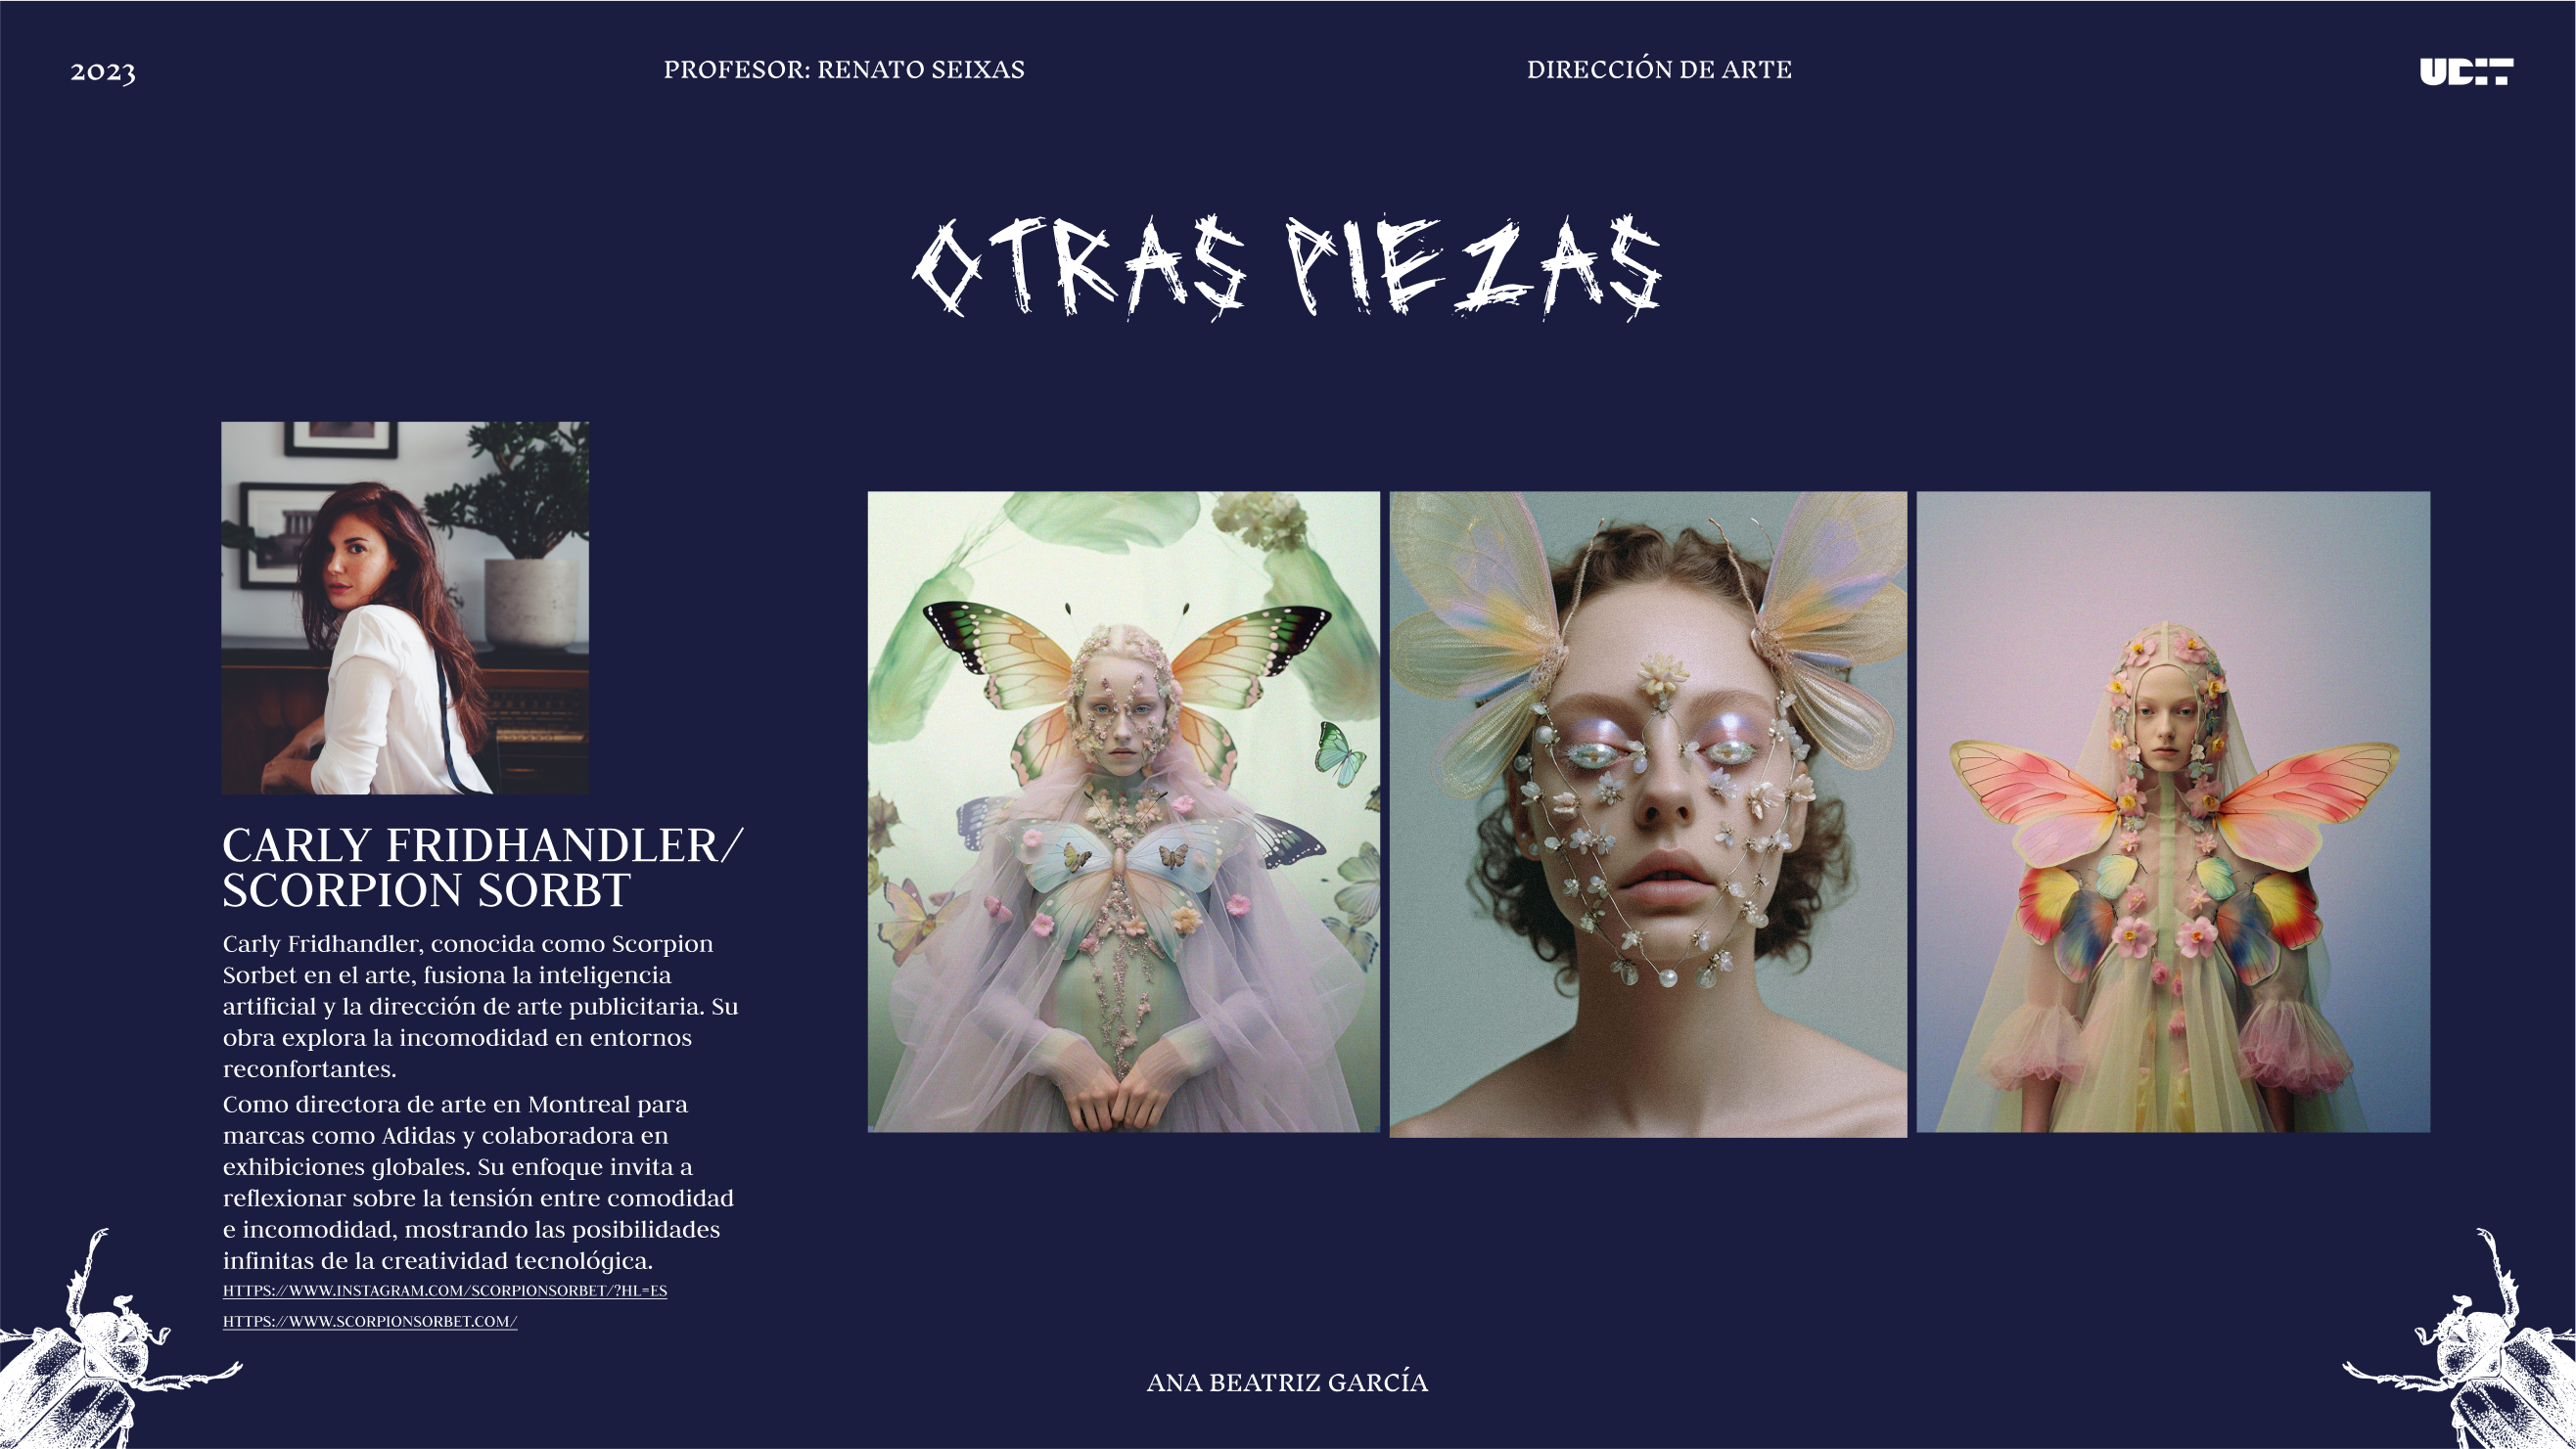 2023
PROFESOR: RENATO SEIXAS
DIRECCIÓN DE ARTE
UDIT
OTRAS PIEZAS
CARLY FRIDHANDLER/
SCORPION SORBT
Carly Fridhandler, conocida como Scorpion
Sorbet en el arte, fusiona la inteligencia
artificial y la dirección de arte publicitaria. Su
obra explora la incomodidad en entornos
reconfortantes.
Como directora de arte en Montreal para
marcas como Adidas y colaboradora en
exhibiciones globales. Su enfoque invita a
reflexionar sobre la tensión entre comodidad
e incomodidad, mostrando las posibilidades
infinitas de la creatividad tecnológica.
HTTPS://WWW.INSTAGRAM.COM/SCORPIONSORBET/?HL=ES
HTTPS://WWW.SCORPIONSORBET.COM/
ANA BEATRIZ GARCÍA